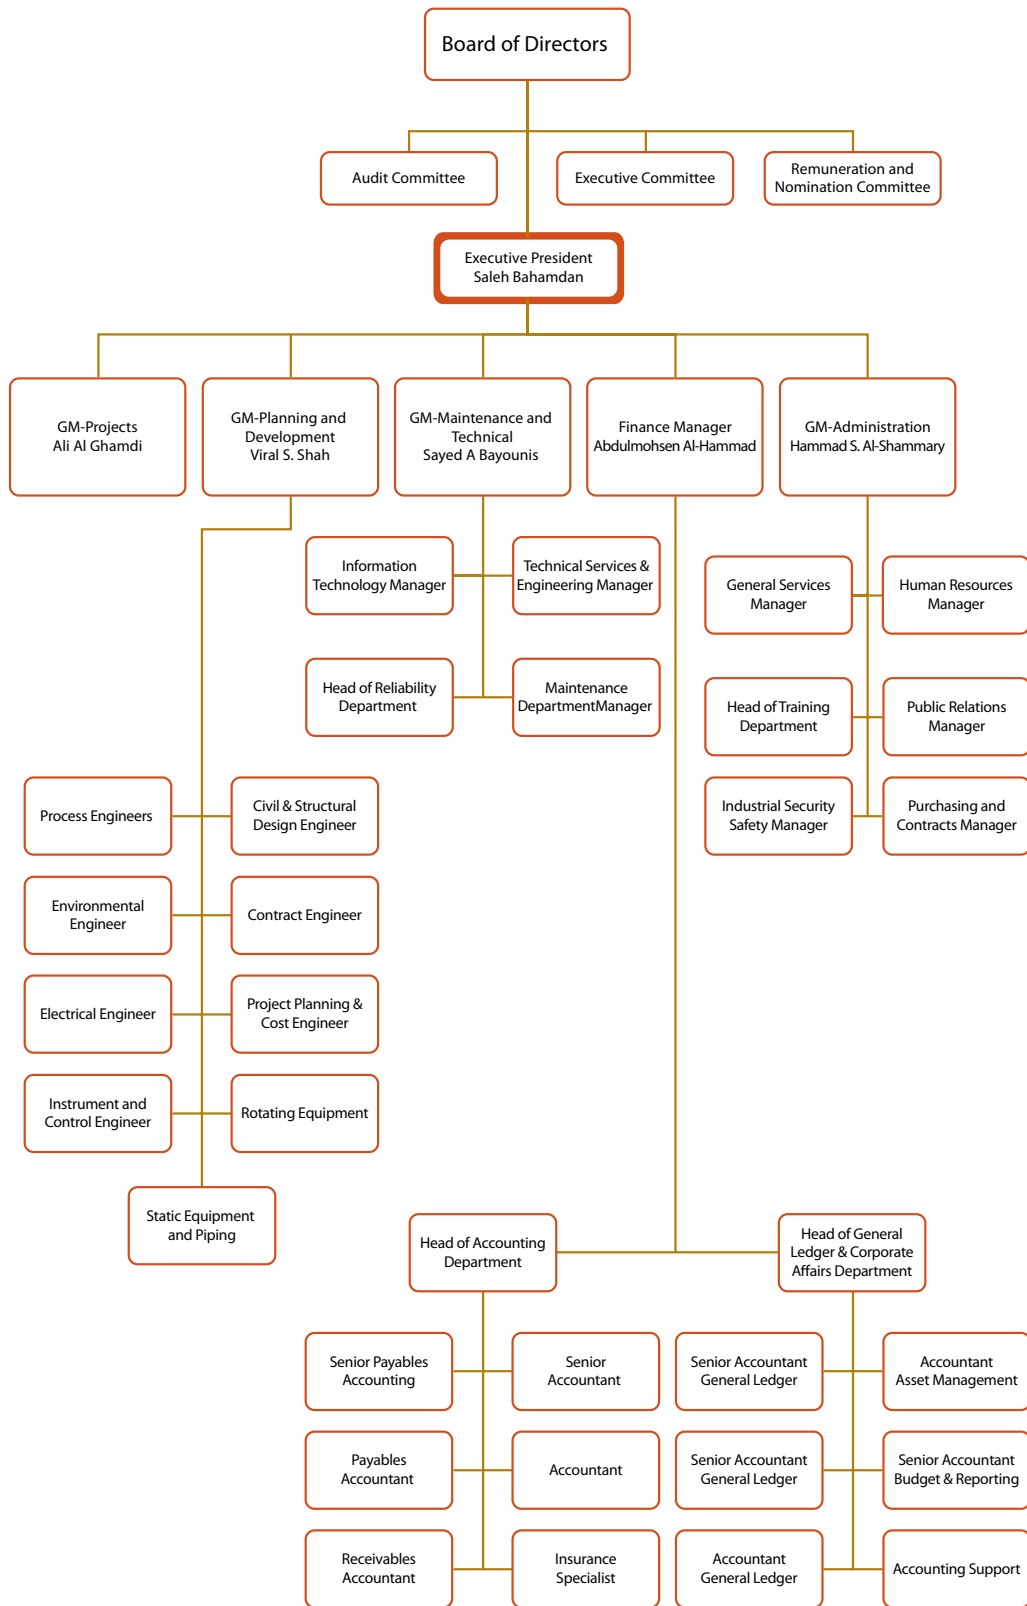 Board of Directors
Audit Committee
Executive Committee
Remuneration and
Nomination Committee
Executive President
Saleh Bahamdan
GM-Projects
Ali Al Ghamdi
GM-Planning and
Development
Viral S. Shah
GM-Maintenance and
Technical
Sayed A Bayounis
Finance Manager
Abdulmohsen Al-Hammad
GM-Administration
Hammad S. Al-Shammary
Information
Technology Manager
Technical Services &
Engineering Manager
General Services
Manager
Human Resources
Manager
Head of Reliability
Department
Maintenance
DepartmentManager
Head of Training
Department
Public Relations
Manager
Process Engineers
Civil & Structural
Design Engineer
Industrial Security
Safety Manager
Purchasing and
Contracts Manager
Environmental
Engineer
Contract Engineer
Electrical Engineer
Project Planning &
Cost Engineer
Instrument and
Control Engineer
Rotating Equipment
Static Equipment
and Piping
Head of Accounting
Department
Head of General
Ledger & Corporate
Affairs Department
Senior Payables
Accounting
Senior
Accountant
Senior Accountant
General Ledger
Accountant
Asset Management
Payables
Accountant
Accountant
Senior Accountant
General Ledger
Senior Accountant
Budget & Reporting
Receivables
Accountant
Insurance
Specialist
Accountant
General Ledger
Accounting Support